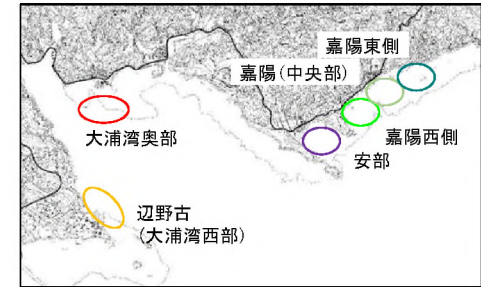 嘉陽東側
嘉陽(中央部)
嘉陽西側
安部
大浦湾奥部
辺野古
(大浦湾西部)